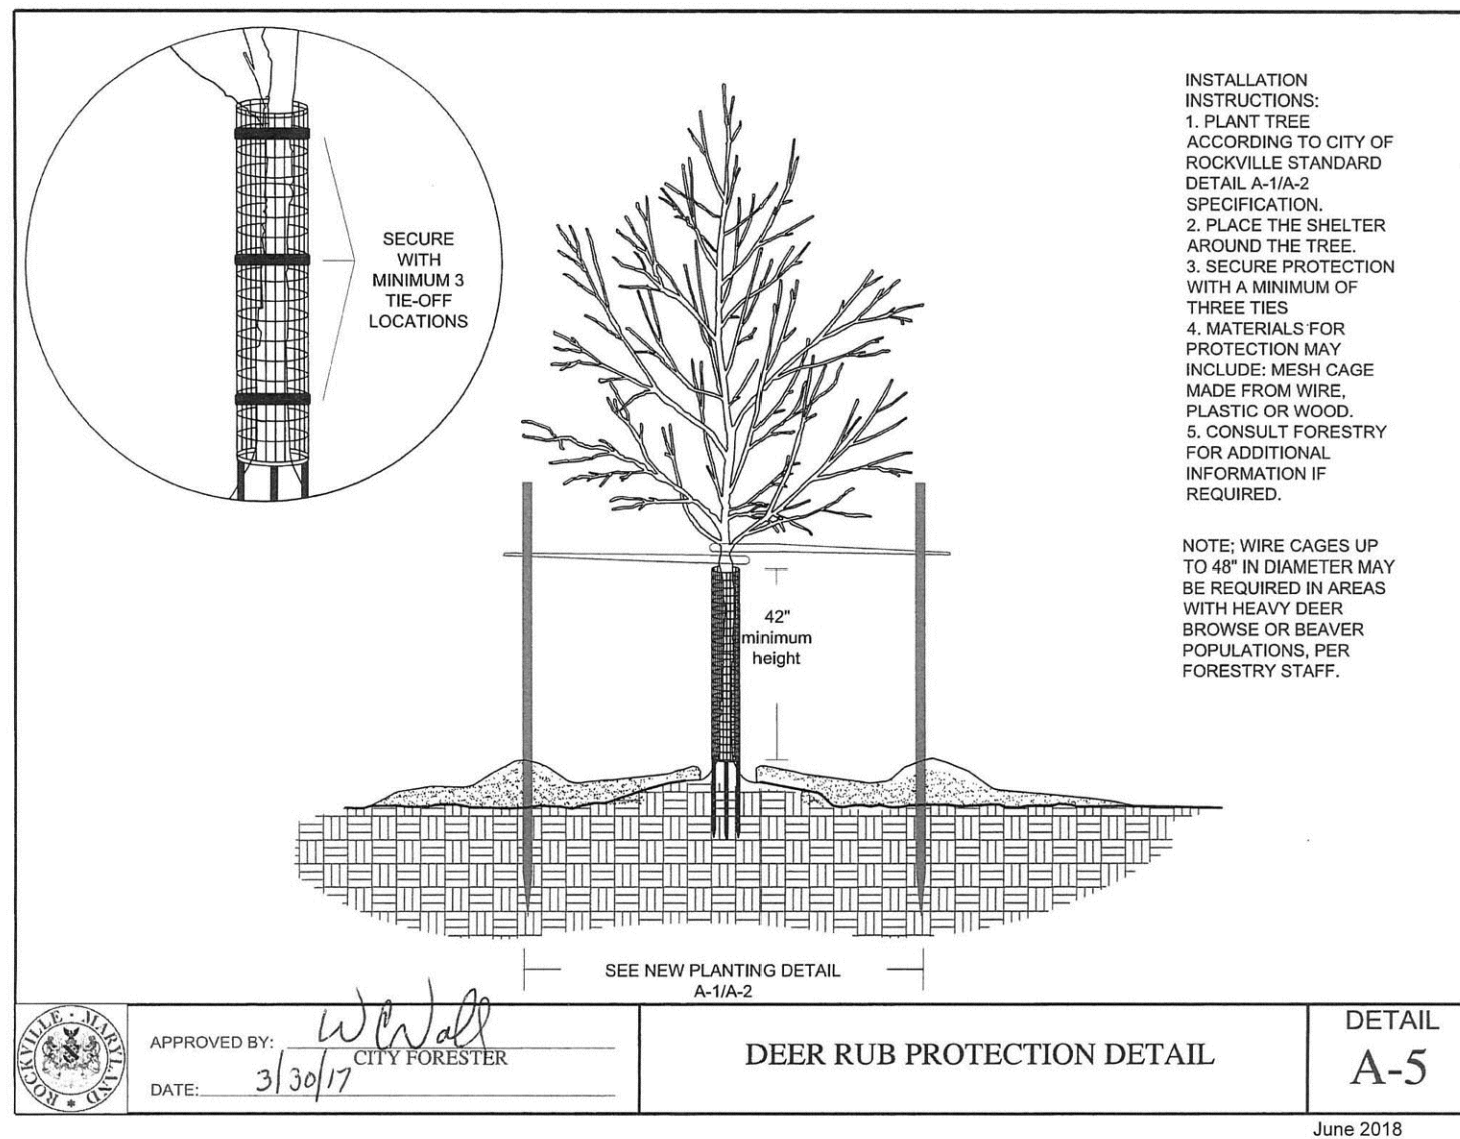 SECURE
WITH
MINIMUM 3
TIE-OFF
LOCATIONS
INSTALLATION
INSTRUCTIONS:
1. PLANT TREE
ACCORDING TO CITY OF
ROCKVILLE STANDARD
DETAIL A-1/A-2
SPECIFICATION.
2. PLACE THE SHELTER
AROUND THE TREE.
3. SECURE PROTECTION
WITH A MINIMUM OF
THREE TIES
4. MATERIALS FOR
PROTECTION MAY
INCLUDE: MESH CAGE
MADE FROM WIRE,
PLASTIC OR WOOD.
5. CONSULT FORESTRY
FOR ADDITIONAL
INFORMATION IF
REQUIRED.
NOTE; WIRE CAGES UP
TO 48" IN DIAMETER MAY
BE REQUIRED IN AREAS
WITH HEAVY DEER
BROWSE OR BEAVER
POPULATIONS, PER
FORESTRY STAFF.
42"
minimum
height
SEE NEW PLANTING DETAIL
A-1/A-2
ROCKVILLE · MARYLAND
APPROVED BY:
CITY FORESTER
DATE: 3/30/17
DEER RUB PROTECTION DETAIL
DETAIL
A-5
June 2018